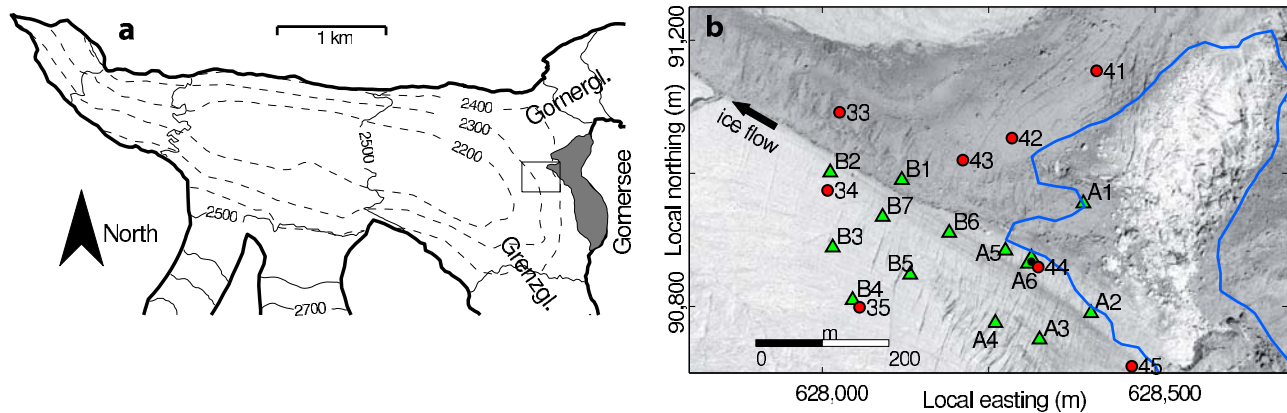 a
1 km
2400
2300
2200
2500
2500
2700
Gornergl.
Grenzgl.
Gornersee
North
b
91,200
90,800
Local northing (m)
ice flow
41
33
42
43
B2
B1
34
A1
B7
B6
B3
A5
44
A6
B5
B4
35
A2
A4
A3
45
m
0
200
628,000
628,500
Local easting (m)